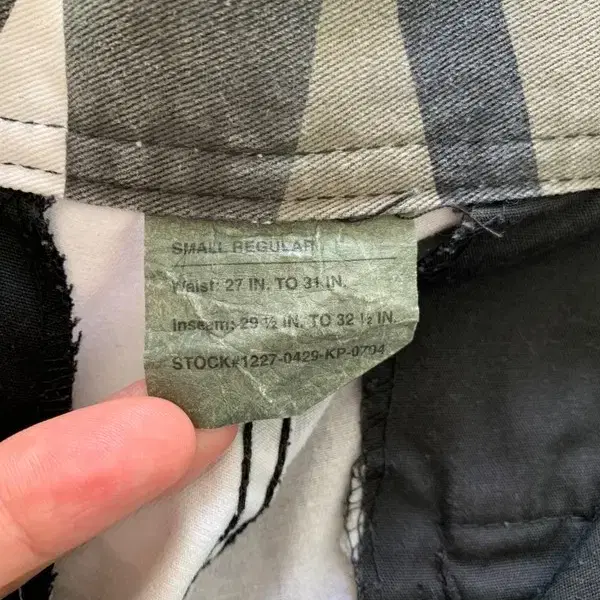 SMALL REGULAR
Waist: 27 IN. TO 31 IN.
Inseam: 29 ½ IN. TO 32 ½ IN.
STOCK#1227-0429-KP-0704